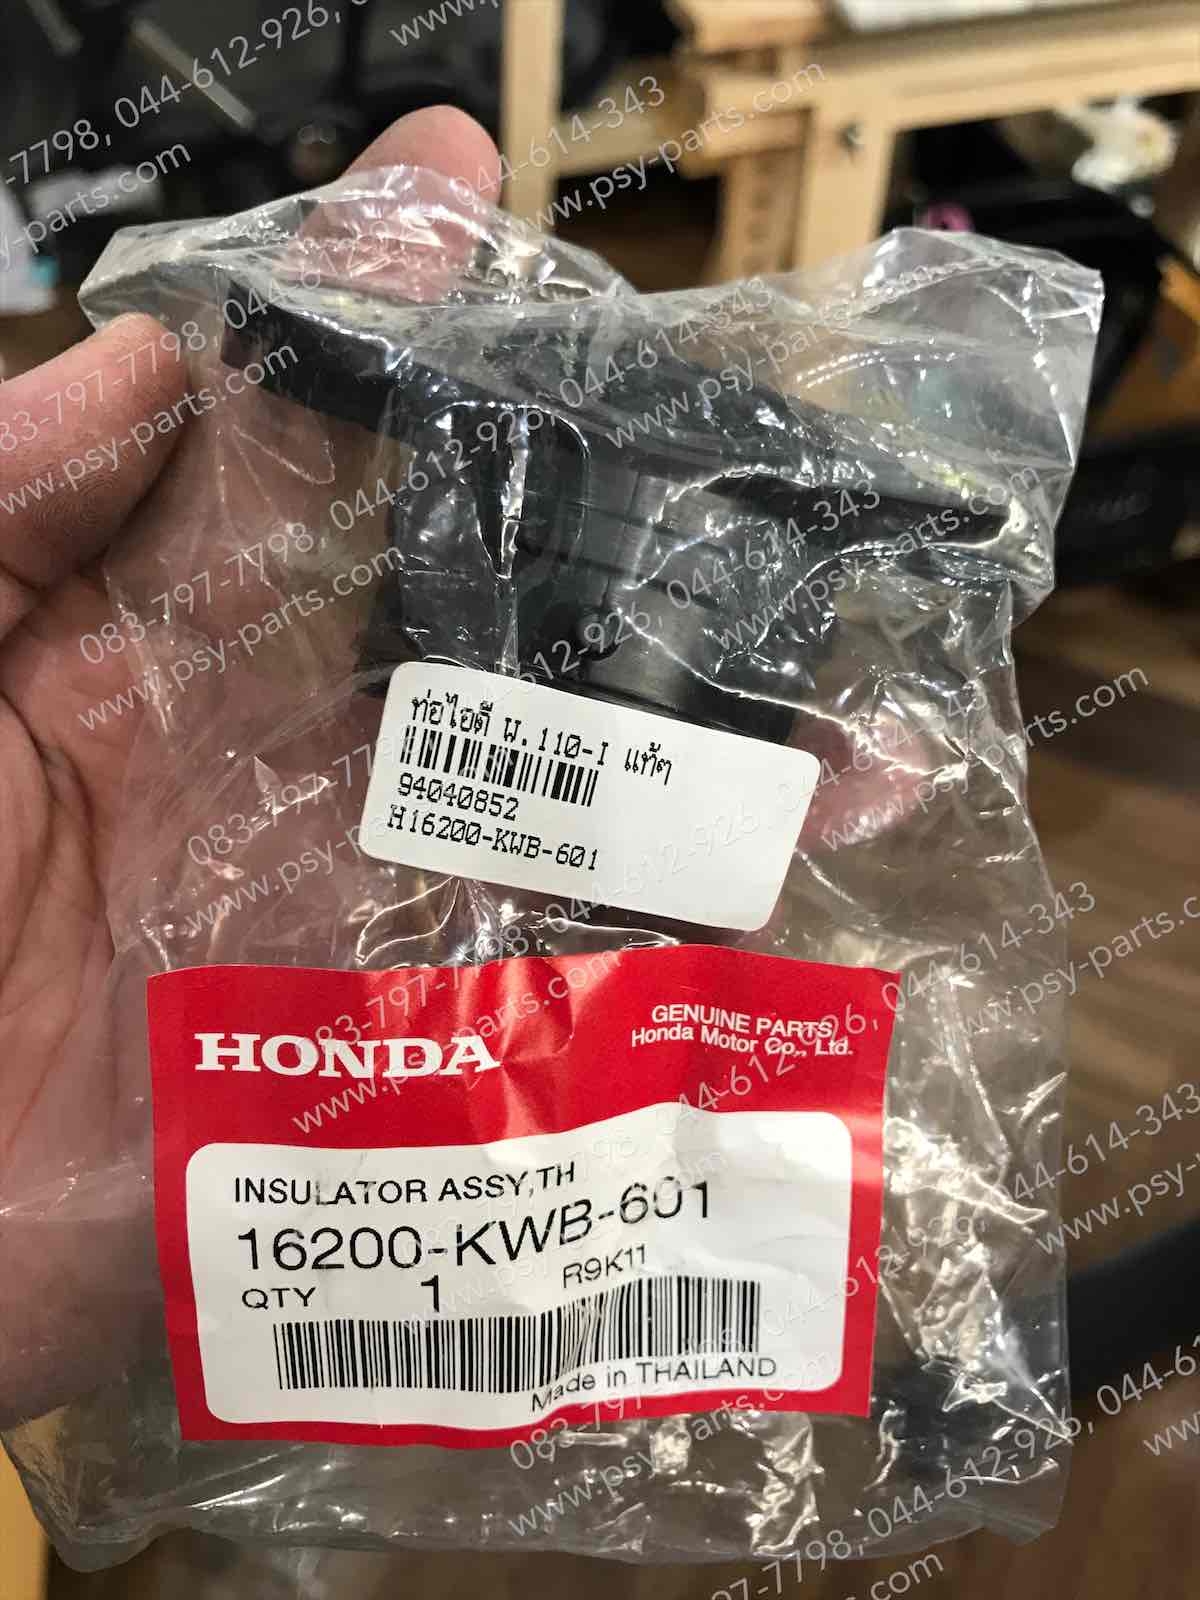 ท่อไอดี W.110-I แท้ๆ
94040852
H16200-KWB-601
HONDA
GENUINE PARTS
Honda Motor Co., Ltd.
INSULATOR ASSY,TH
16200-KWB-601
QTY 1 R9K11
Made in THAILAND
083-797-7798, 044-612-926, 044-614-343
www.psy-parts.com